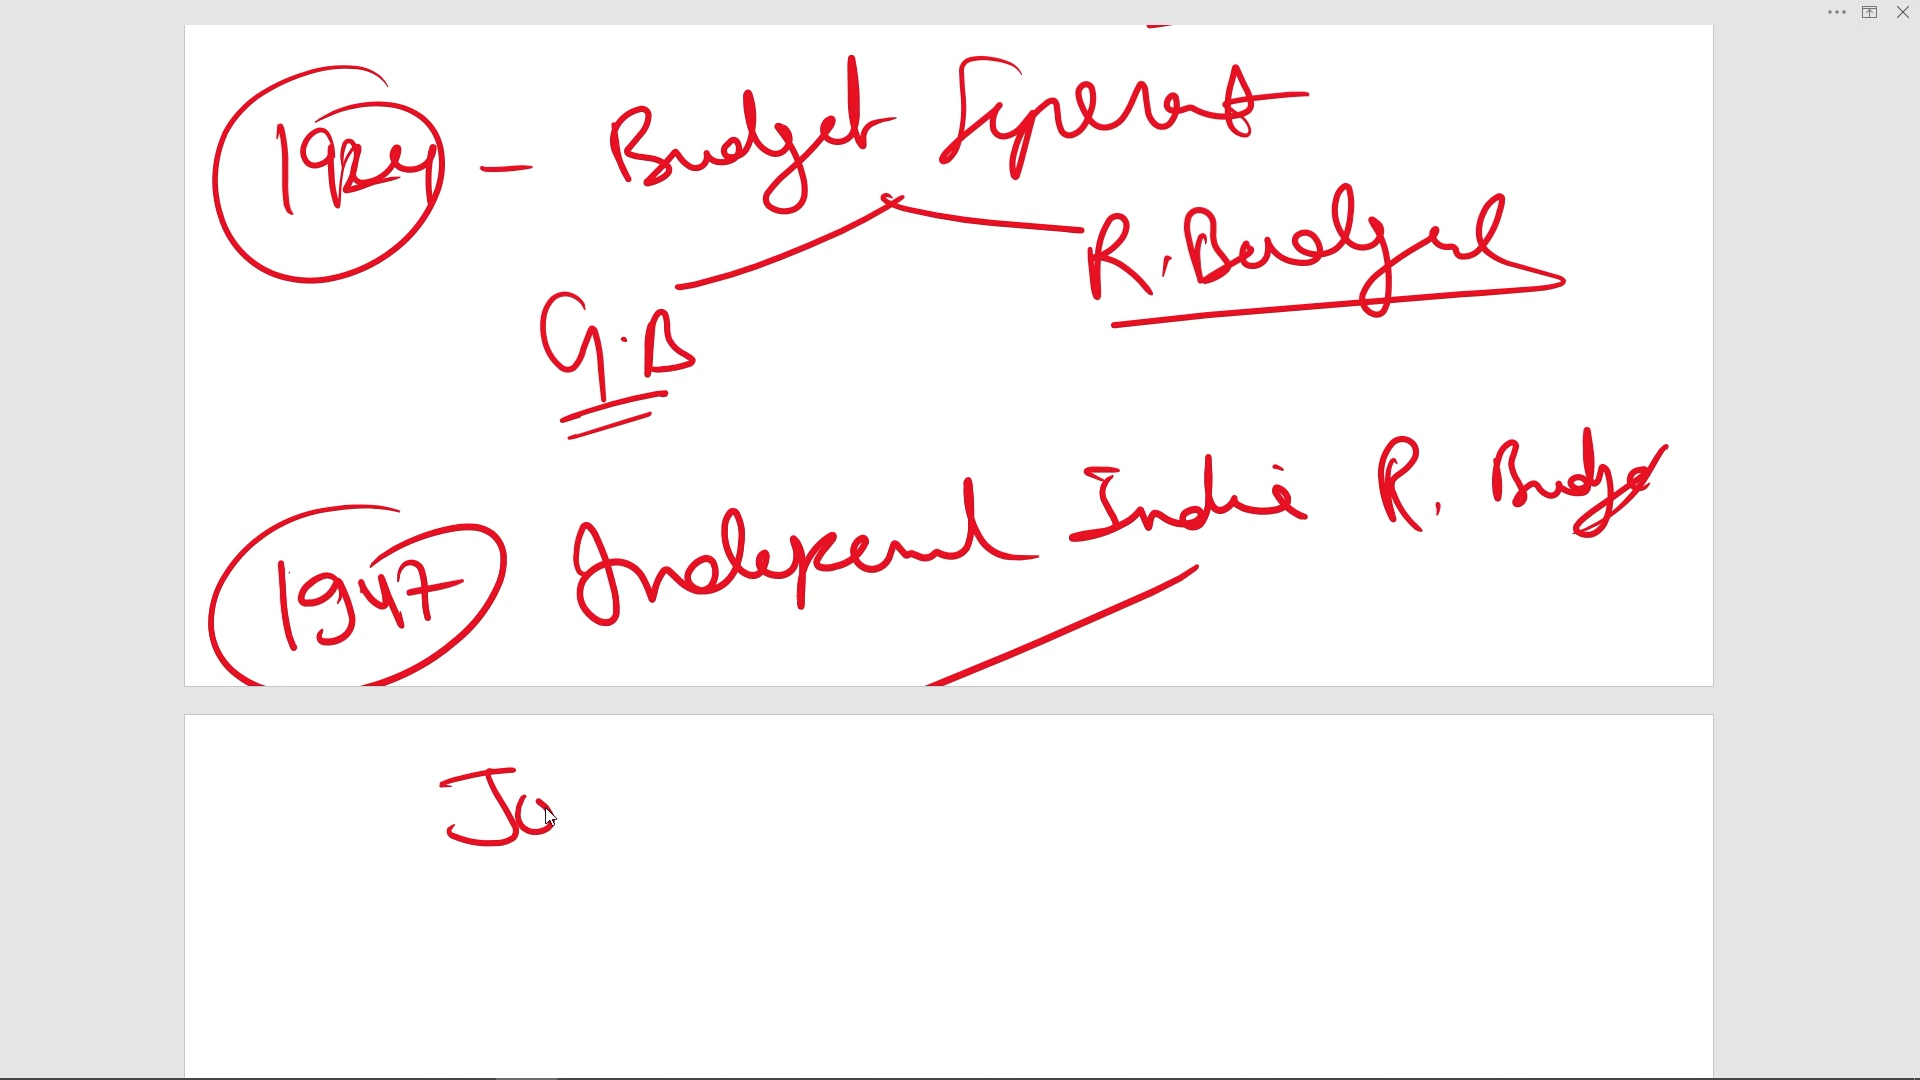 1924 - Budget Seperat
R. Budget
G.B
1947 Independ India R. Budge
Jo